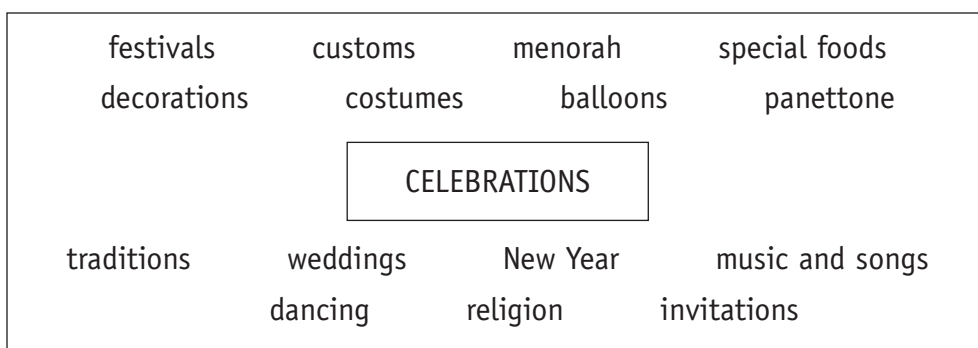 festivals customs menorah special foods
decorations costumes balloons panettone
CELEBRATIONS
traditions weddings New Year music and songs
dancing religion invitations